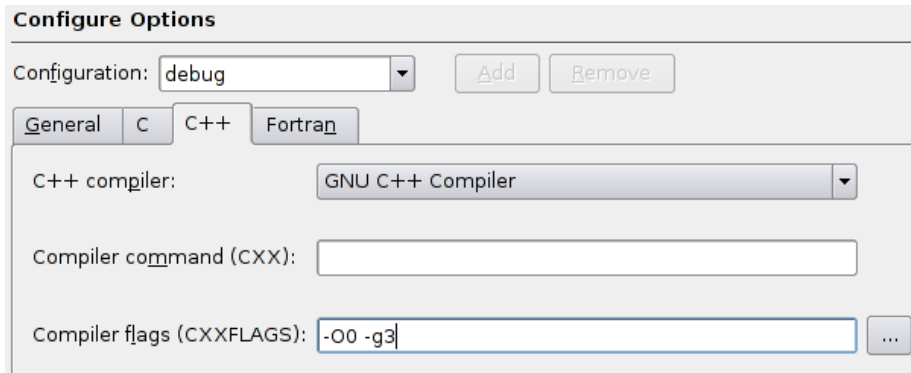 Configure Options
Configuration: debug Add Remove
General C C++ Fortran
C++ compiler: GNU C++ Compiler
Compiler command (CXX):
Compiler flags (CXXFLAGS): -O0 -g3 ...